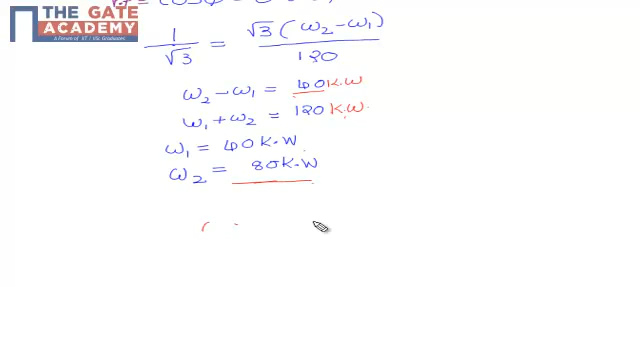 THE GATE
ACADEMY
A Forum of IIT / IISc Graduates
1/√3 = √3 (ω₂ − ω₁) / 120
ω₂ − ω₁ = 40 K.W
ω₁ + ω₂ = 120 K.W.
ω₁ = 40 K.W.
ω₂ = 80 K.W